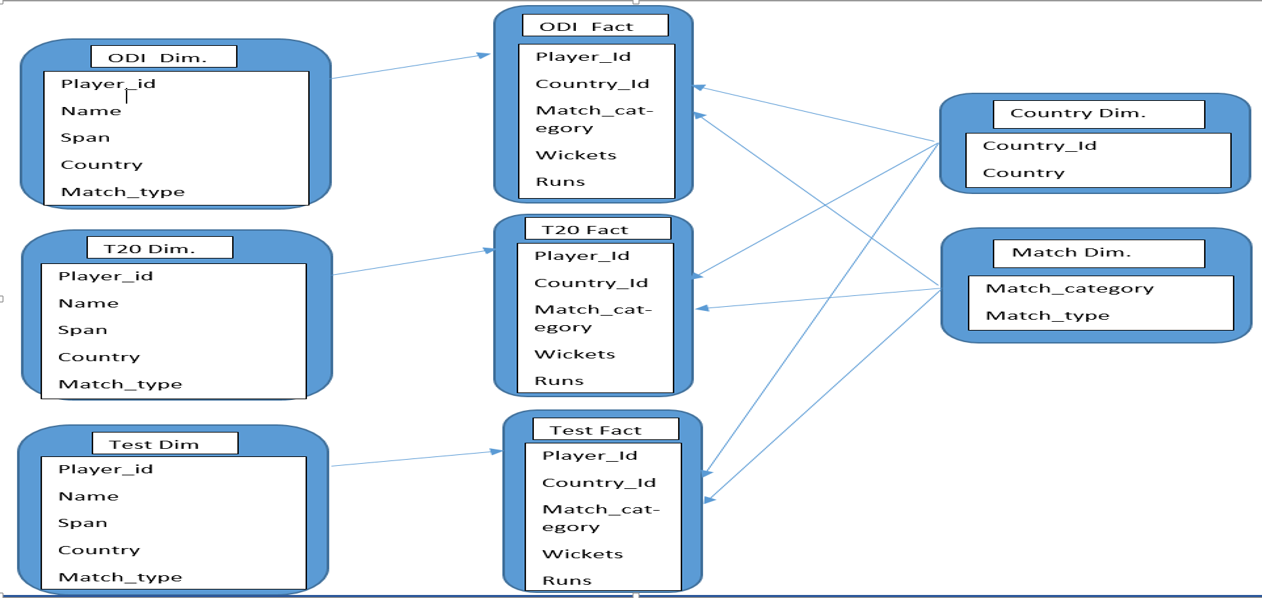 ODI Dim.
Player_id
Name
Span
Country
Match_type
T20 Dim.
Player_id
Name
Span
Country
Match_type
Test Dim
Player_id
Name
Span
Country
Match_type
ODI Fact
Player_Id
Country_Id
Match_cat-
egory
Wickets
Runs
T20 Fact
Player_Id
Country_Id
Match_cat-
egory
Wickets
Runs
Test Fact
Player_Id
Country_Id
Match_cat-
egory
Wickets
Runs
Country Dim.
Country_Id
Country
Match Dim.
Match_category
Match_type